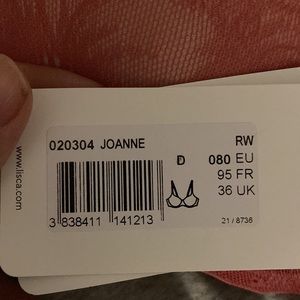 020304 JOANNE RW
D 080 EU
95 FR
36 UK
3 838411 141213
21 / 8736
www.lisca.com